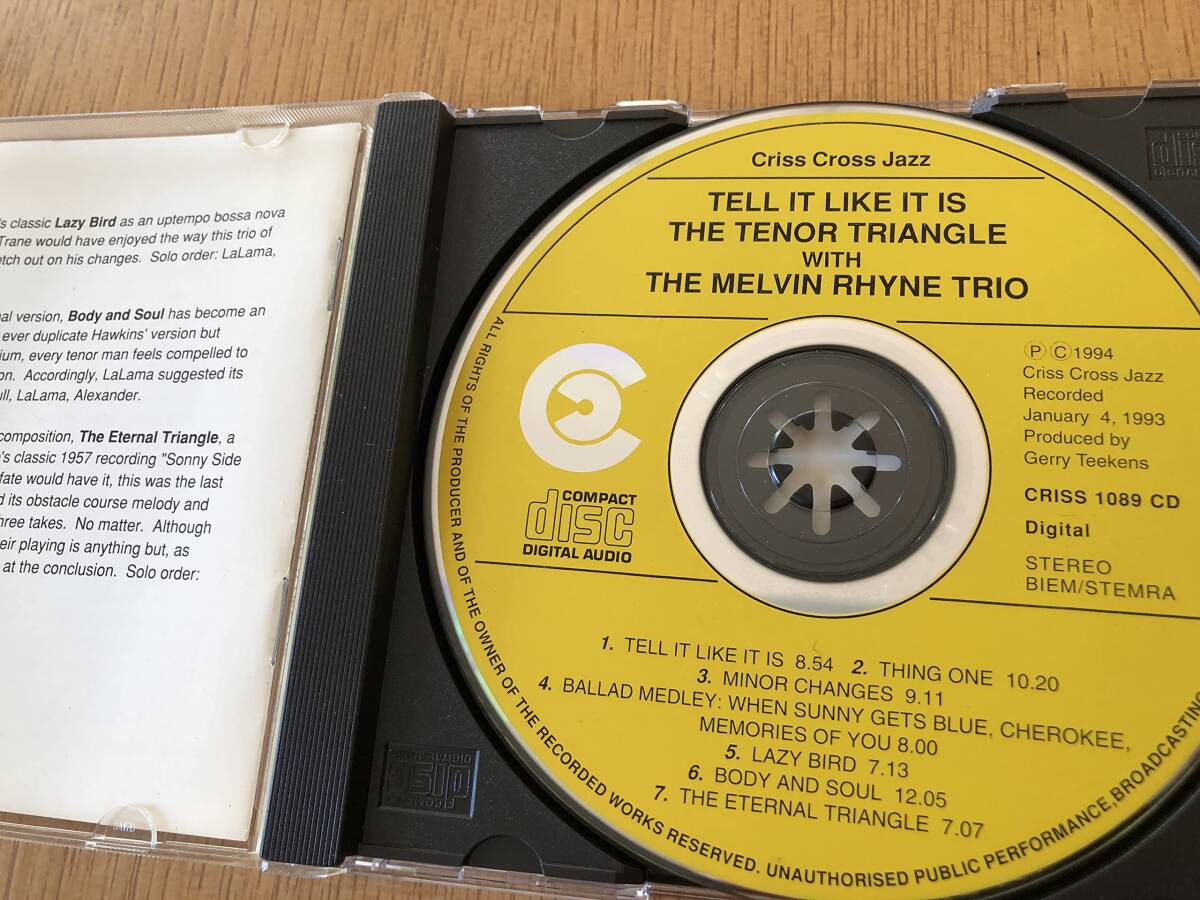 's classic Lazy Bird as an uptempo bossa nova
Trane would have enjoyed the way this trio of
etch out on his changes. Solo order: LaLama,
nal version, Body and Soul has become an
ever duplicate Hawkins' version but
ium, every tenor man feels compelled to
on. Accordingly, LaLama suggested its
ull, LaLama, Alexander.
composition, The Eternal Triangle, a
's classic 1957 recording "Sonny Side
fate would have it, this was the last
d its obstacle course melody and
hree takes. No matter. Although
eir playing is anything but, as
at the conclusion. Solo order:
Criss Cross Jazz
TELL IT LIKE IT IS
THE TENOR TRIANGLE
WITH
THE MELVIN RHYNE TRIO
Ⓟ Ⓒ 1994
Criss Cross Jazz
Recorded
January 4, 1993
Produced by
Gerry Teekens
CRISS 1089 CD
Digital
STEREO
BIEM/STEMRA
COMPACT
disc
DIGITAL AUDIO
1. TELL IT LIKE IT IS 8.54 2. THING ONE 10.20
3. MINOR CHANGES 9.11
4. BALLAD MEDLEY: WHEN SUNNY GETS BLUE, CHEROKEE,
MEMORIES OF YOU 8.00
5. LAZY BIRD 7.13
6. BODY AND SOUL 12.05
7. THE ETERNAL TRIANGLE 7.07
ALL RIGHTS OF THE PRODUCER AND OF THE OWNER OF THE RECORDED WORKS RESERVED. UNAUTHORISED PUBLIC PERFORMANCE, BROADCASTING